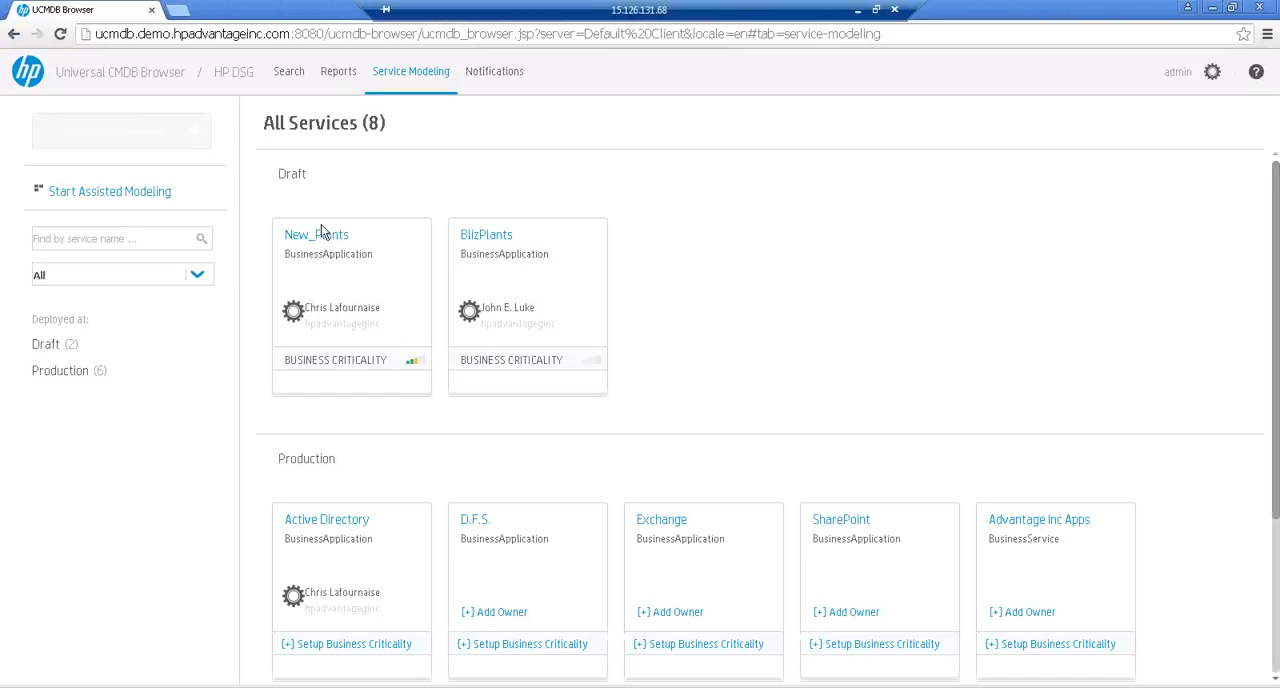 UCMDB Browser
15.126.131.68
ucmdb.demo.hpadvantageinc.com:8080/ucmdb-browser/ucmdb_browser.jsp?server=Default%20Client&locale=en#tab=service-modeling
hp Universal CMDB Browser / HP DSG Search Reports Service Modeling Notifications admin ?
Start Assisted Modeling
Find by service name ...
All
Deployed at:
Draft (2)
Production (6)
All Services (8)
Draft
New_Plants BlizPlants
BusinessApplication BusinessApplication
Chris Lafournaise John E. Luke
hpadvantageginc hpadvantageginc
BUSINESS CRITICALITY BUSINESS CRITICALITY
Production
Active Directory D.F.S. Exchange SharePoint Advantage Inc Apps
BusinessApplication BusinessApplication BusinessApplication BusinessApplication BusinessService
Chris Lafournaise
hpadvantageginc
[+] Add Owner [+] Add Owner [+] Add Owner [+] Add Owner
[+] Setup Business Criticality [+] Setup Business Criticality [+] Setup Business Criticality [+] Setup Business Criticality [+] Setup Business Criticality